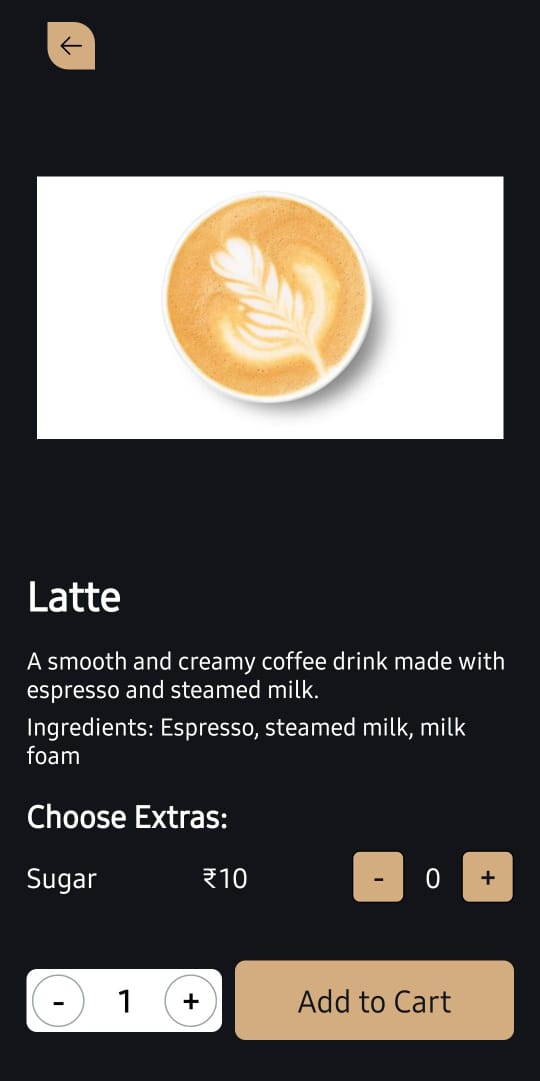 Latte
A smooth and creamy coffee drink made with
espresso and steamed milk.
Ingredients: Espresso, steamed milk, milk
foam
Choose Extras:
Sugar ₹10 - 0 +
- 1 + Add to Cart